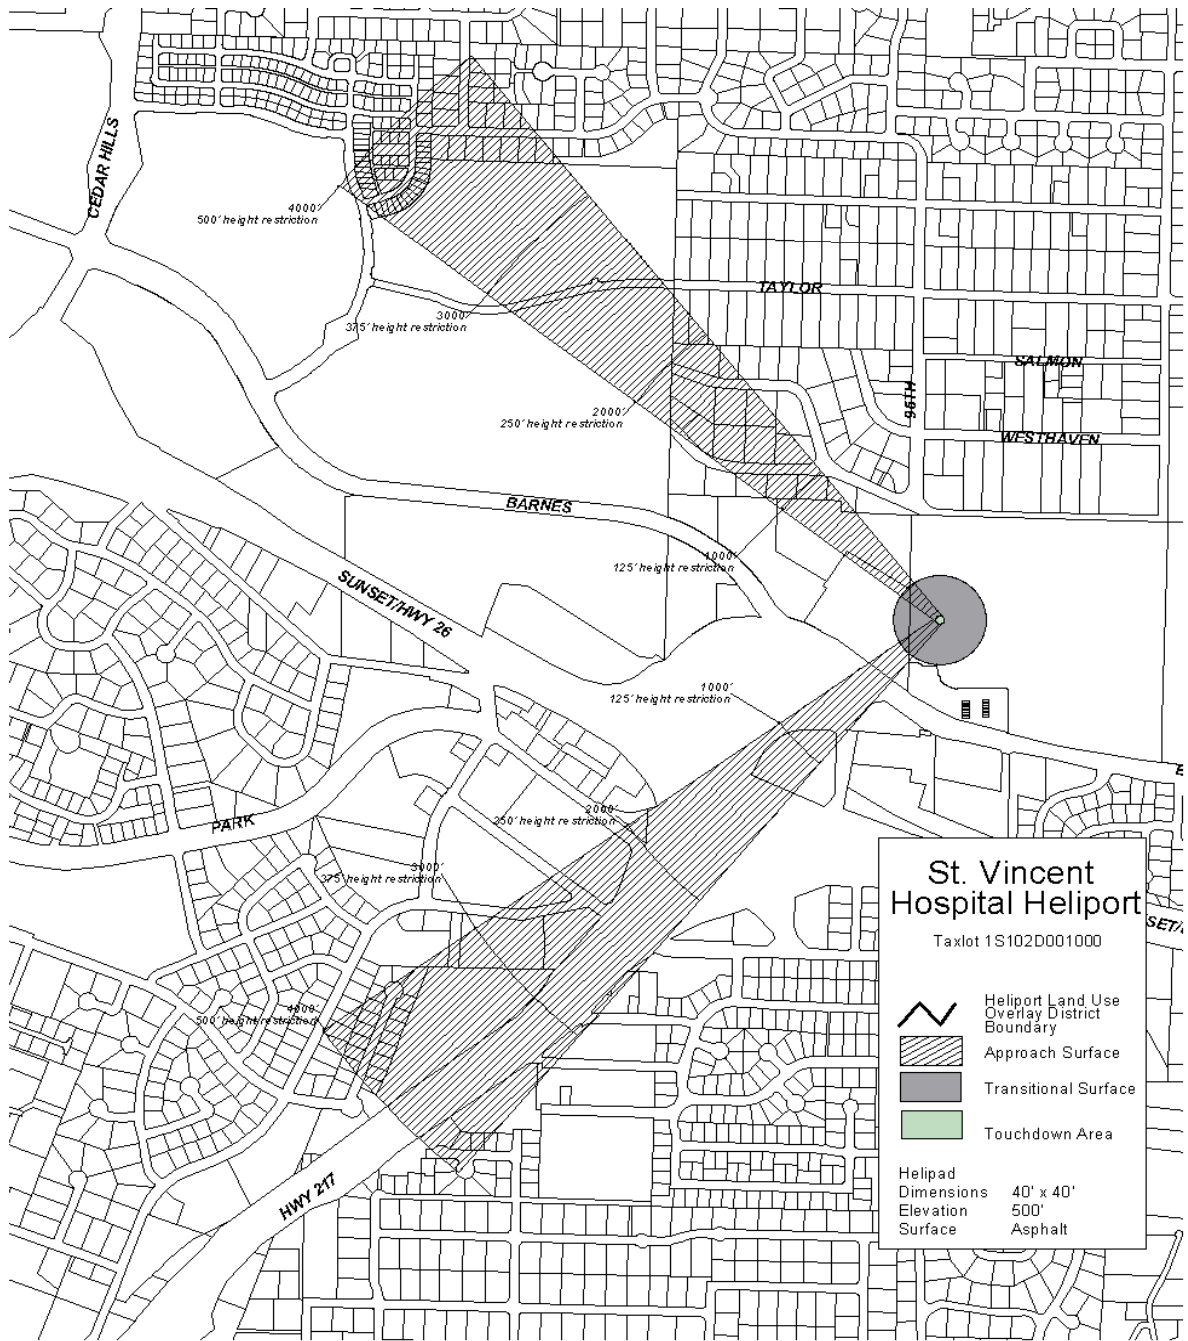 CEDAR HILLS
4000'
500' height restriction
3000'
375' height restriction
TAYLOR
SALMON
96TH
2000'
250' height restriction
WESTHAVEN
BARNES
1000'
125' height restriction
SUNSET/HWY 26
1000'
125' height restriction
2000'
250' height restriction
PARK
3000'
375' height restriction
4000'
500' height restriction
HWY 217
St. Vincent
Hospital Heliport
Taxlot 1S102D001000
Heliport Land Use
Overlay District
Boundary
Approach Surface
Transitional Surface
Touchdown Area
Helipad
Dimensions 40' x 40'
Elevation 500'
Surface Asphalt